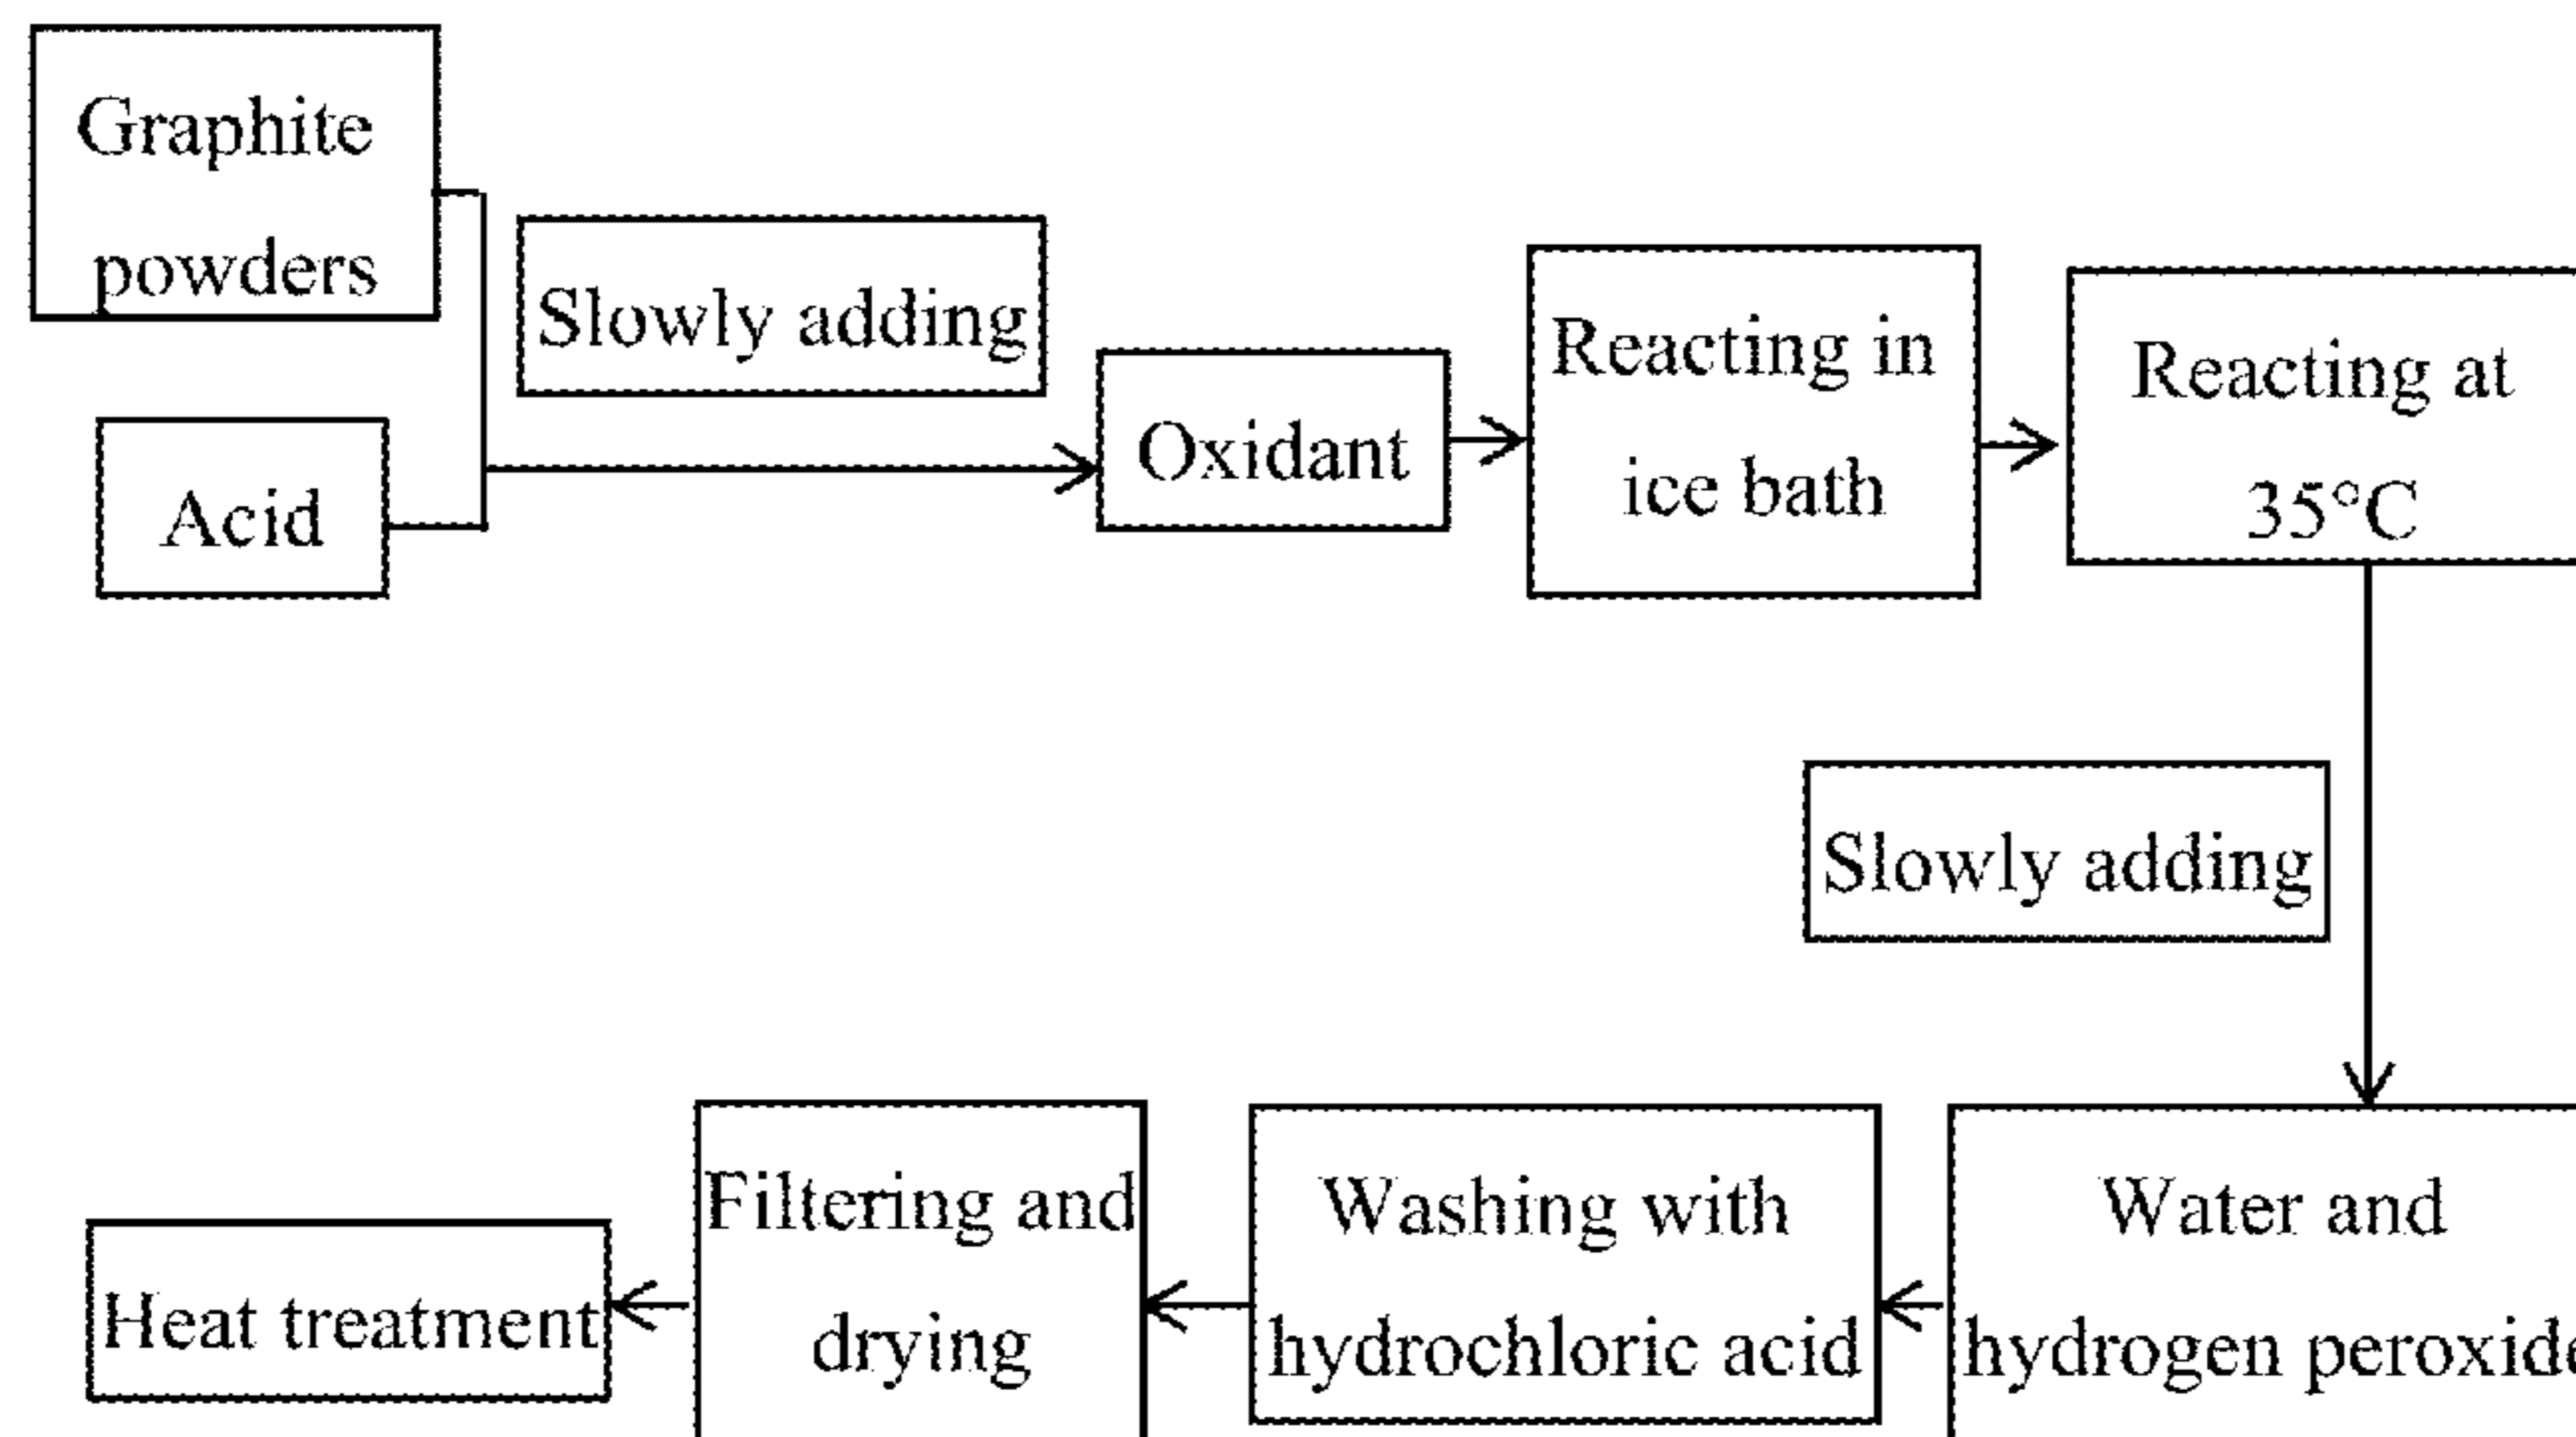 Graphite
powders
Acid
Slowly adding
Oxidant
Reacting in
ice bath
Reacting at
35°C
Slowly adding
Water and
hydrogen peroxide
Washing with
hydrochloric acid
Filtering and
drying
Heat treatment